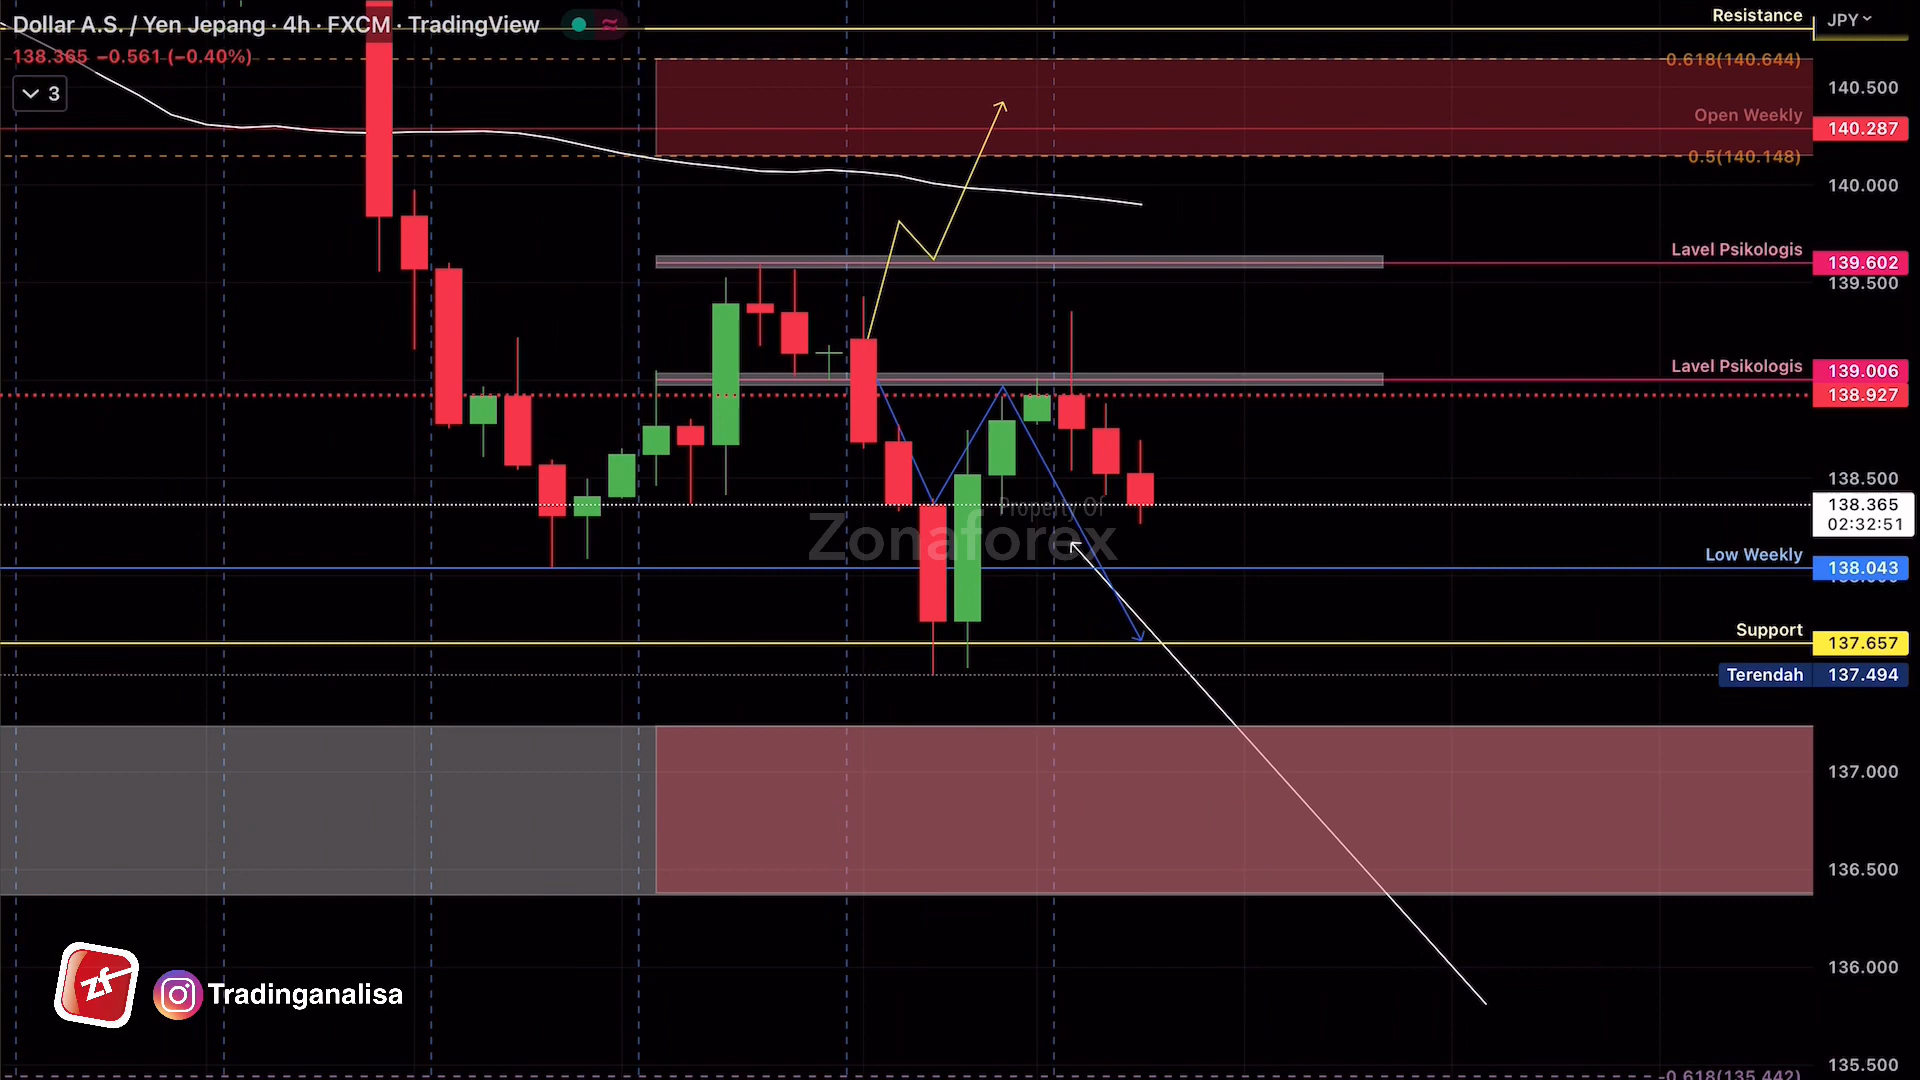 Dollar A.S. / Yen Jepang · 4h · FXCM · TradingView
138.365 −0.561 (−0.40%)
3
Resistance
JPY
0.618(140.644)
140.500
Open Weekly 140.287
0.5(140.148)
140.000
Lavel Psikologis 139.602
139.500
Lavel Psikologis 139.006
138.927
138.500
138.365
02:32:51
Property Of
Zonaforex
Low Weekly 138.043
Support 137.657
Terendah 137.494
137.000
136.500
136.000
zf
Tradinganalisa
135.500
-0.618(135.442)